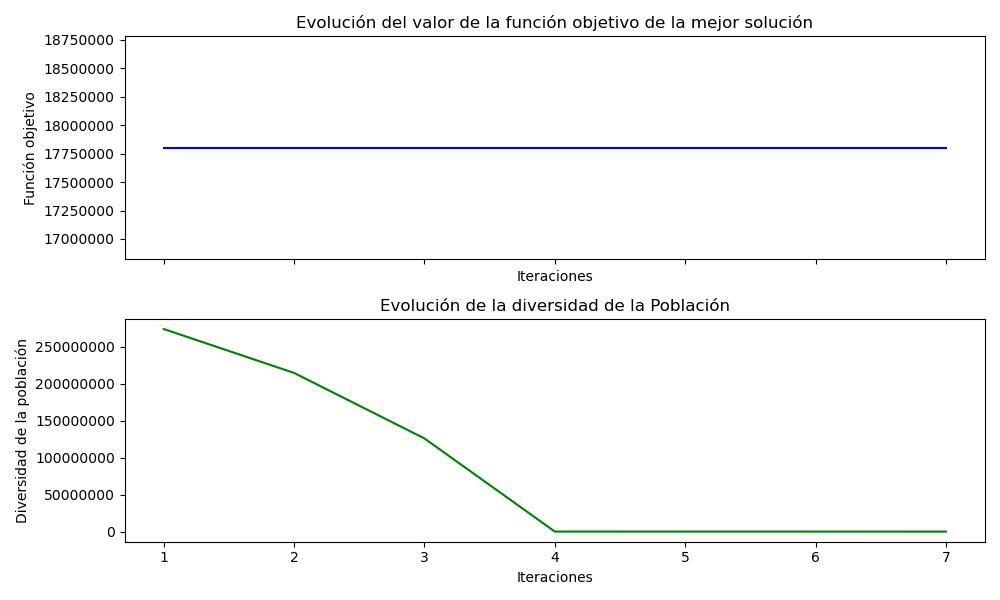 Evolución del valor de la función objetivo de la mejor solución
18750000
18500000
18250000
18000000
17750000
17500000
17250000
17000000
Función objetivo
Iteraciones
Evolución de la diversidad de la Población
250000000
200000000
150000000
100000000
50000000
0
Diversidad de la población
1 2 3 4 5 6 7
Iteraciones